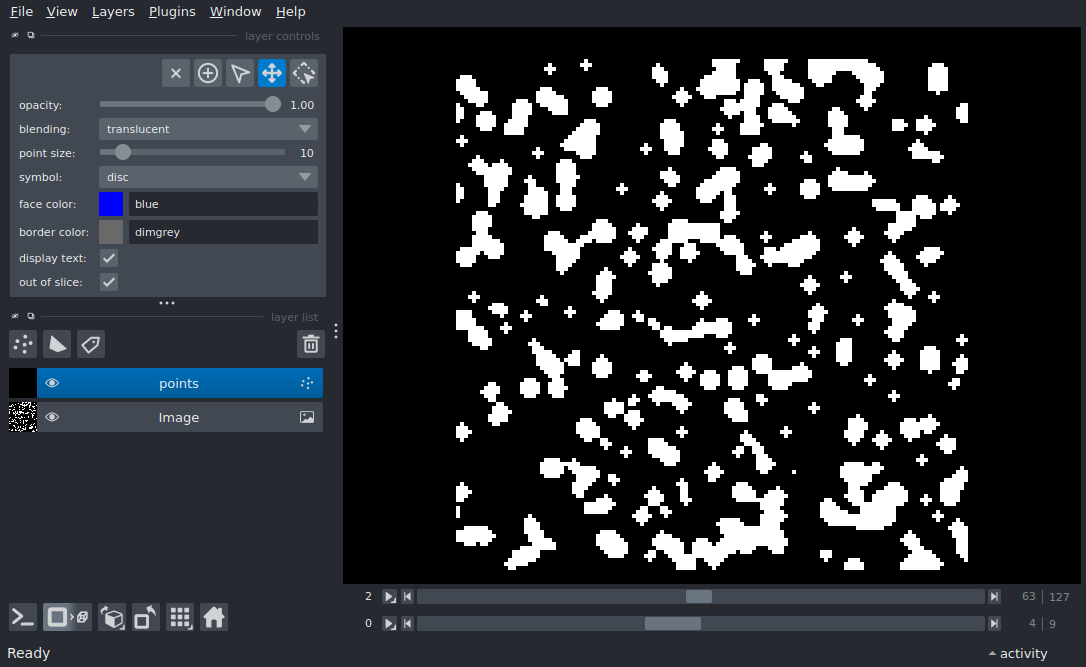 File View Layers Plugins Window Help
layer controls
opacity: 1.00
blending: translucent
point size: 10
symbol: disc
face color: blue
border color: dimgrey
display text:
out of slice:
layer list
points
Image
2 63 127
0 4 9
Ready activity